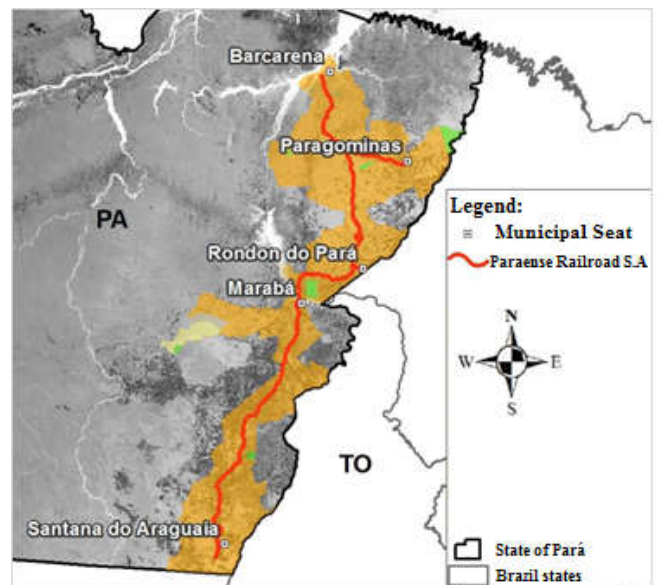 Barcarena
Paragominas
PA
Rondon do Pará
Marabá
TO
Santana do Araguaia
Legend:
Municipal Seat
Paraense Railroad S.A
N
W E
S
State of Pará
Brazil states